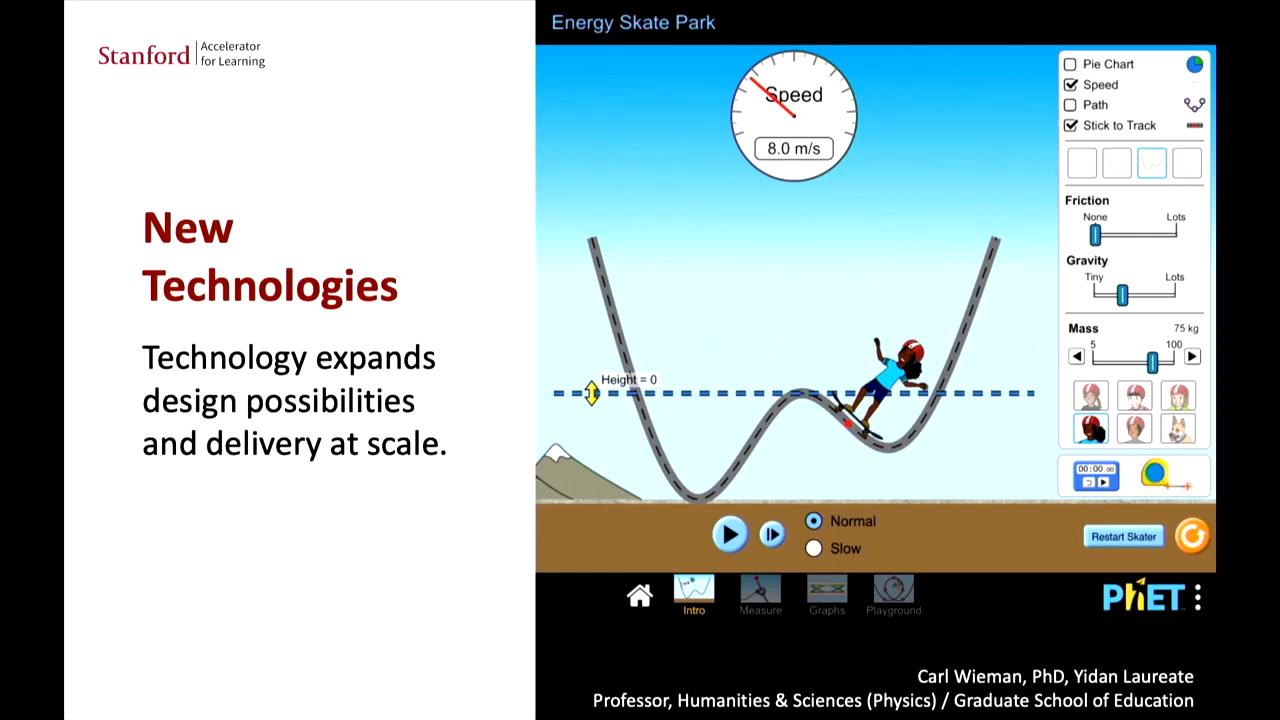 Stanford
Accelerator
for Learning
New
Technologies
Technology expands
design possibilities
and delivery at scale.
Energy Skate Park
Speed
8.0 m/s
Pie Chart
Speed
Path
Stick to Track
Friction
None Lots
Gravity
Tiny Lots
Mass 75 kg
5 100
Height = 0
00:00.00
Normal
Slow
Restart Skater
Intro Measure Graphs Playground
PhET
Carl Wieman, PhD, Yidan Laureate
Professor, Humanities & Sciences (Physics) / Graduate School of Education